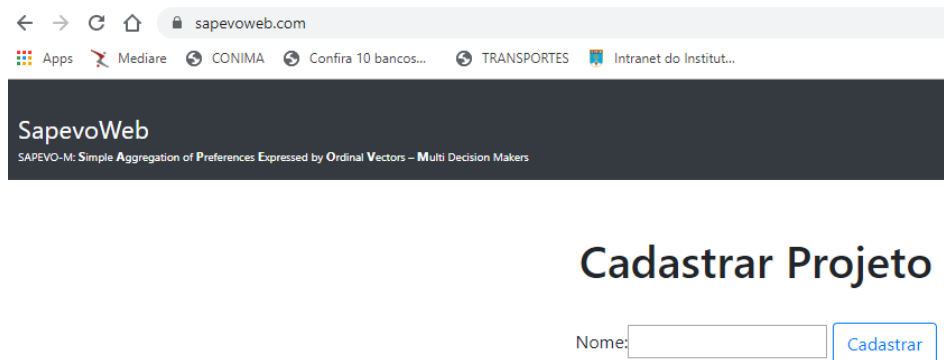 sapevoweb.com
Apps Mediare CONIMA Confira 10 bancos... TRANSPORTES Intranet do Institut...
SapevoWeb
SAPEVO-M: Simple Aggregation of Preferences Expressed by Ordinal Vectors – Multi Decision Makers
Cadastrar Projeto
Nome: Cadastrar